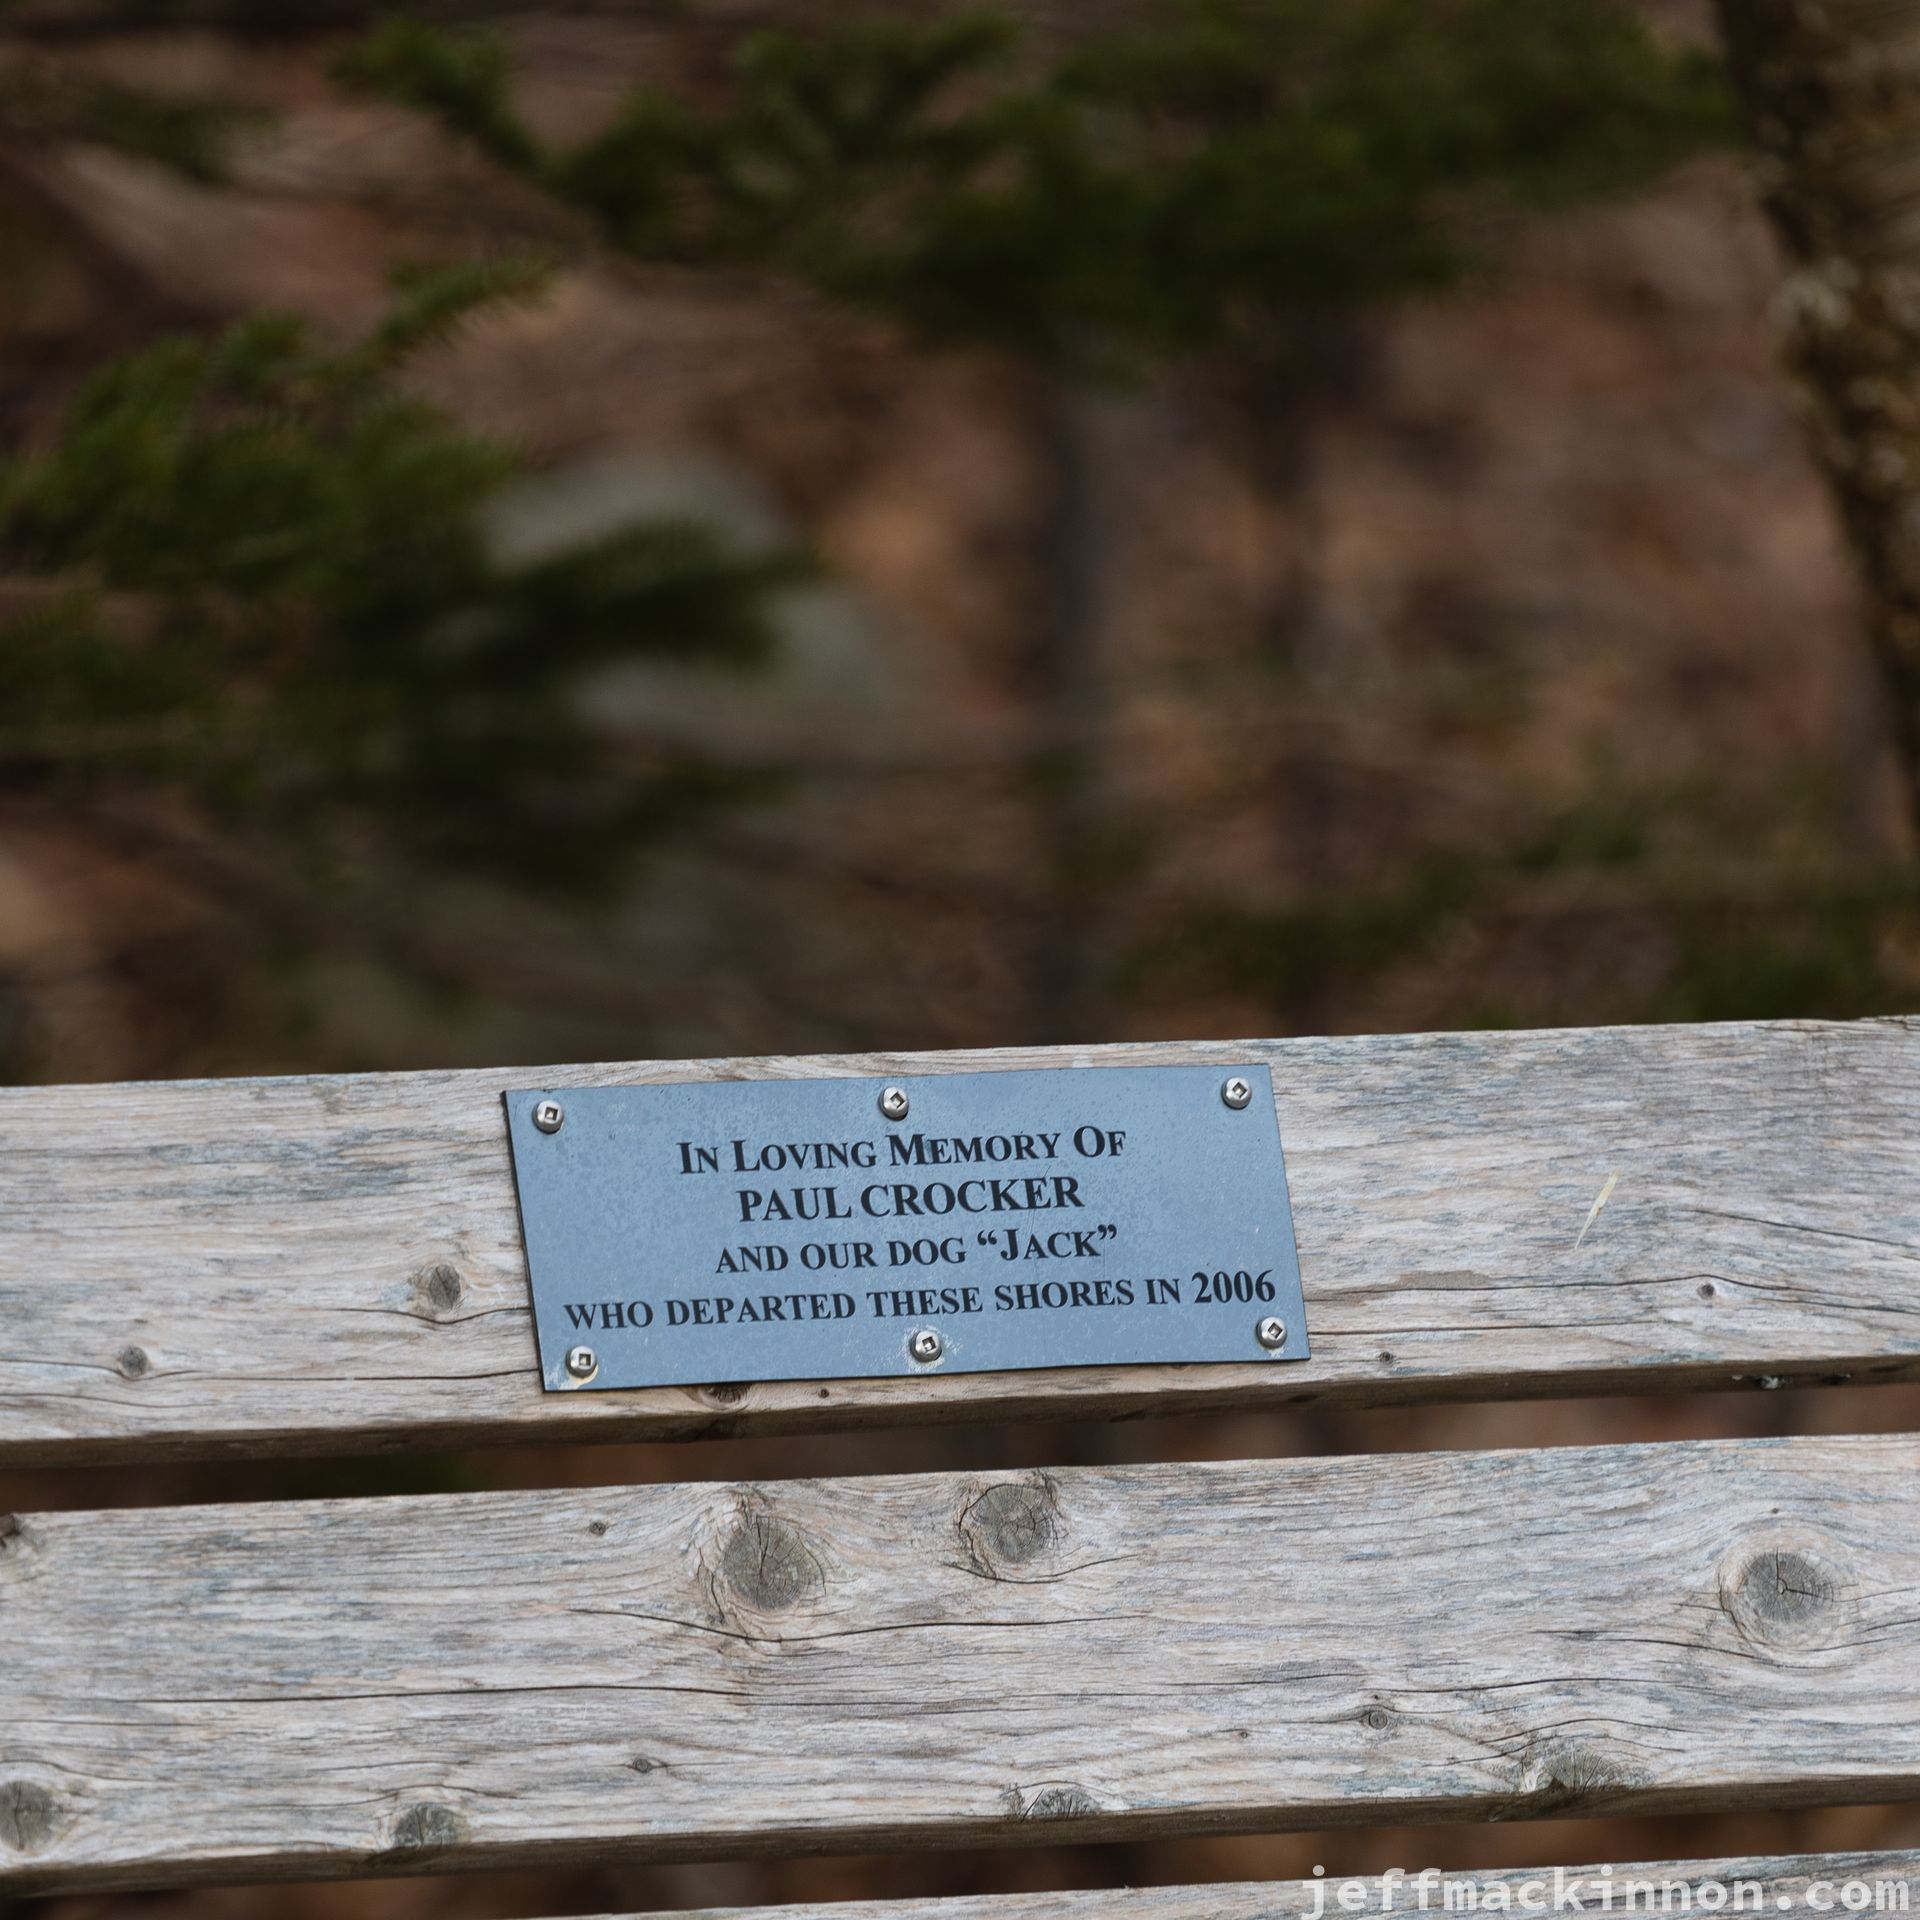 IN LOVING MEMORY OF
PAUL CROCKER
AND OUR DOG “JACK”
WHO DEPARTED THESE SHORES IN 2006
jeffmackinnon.com